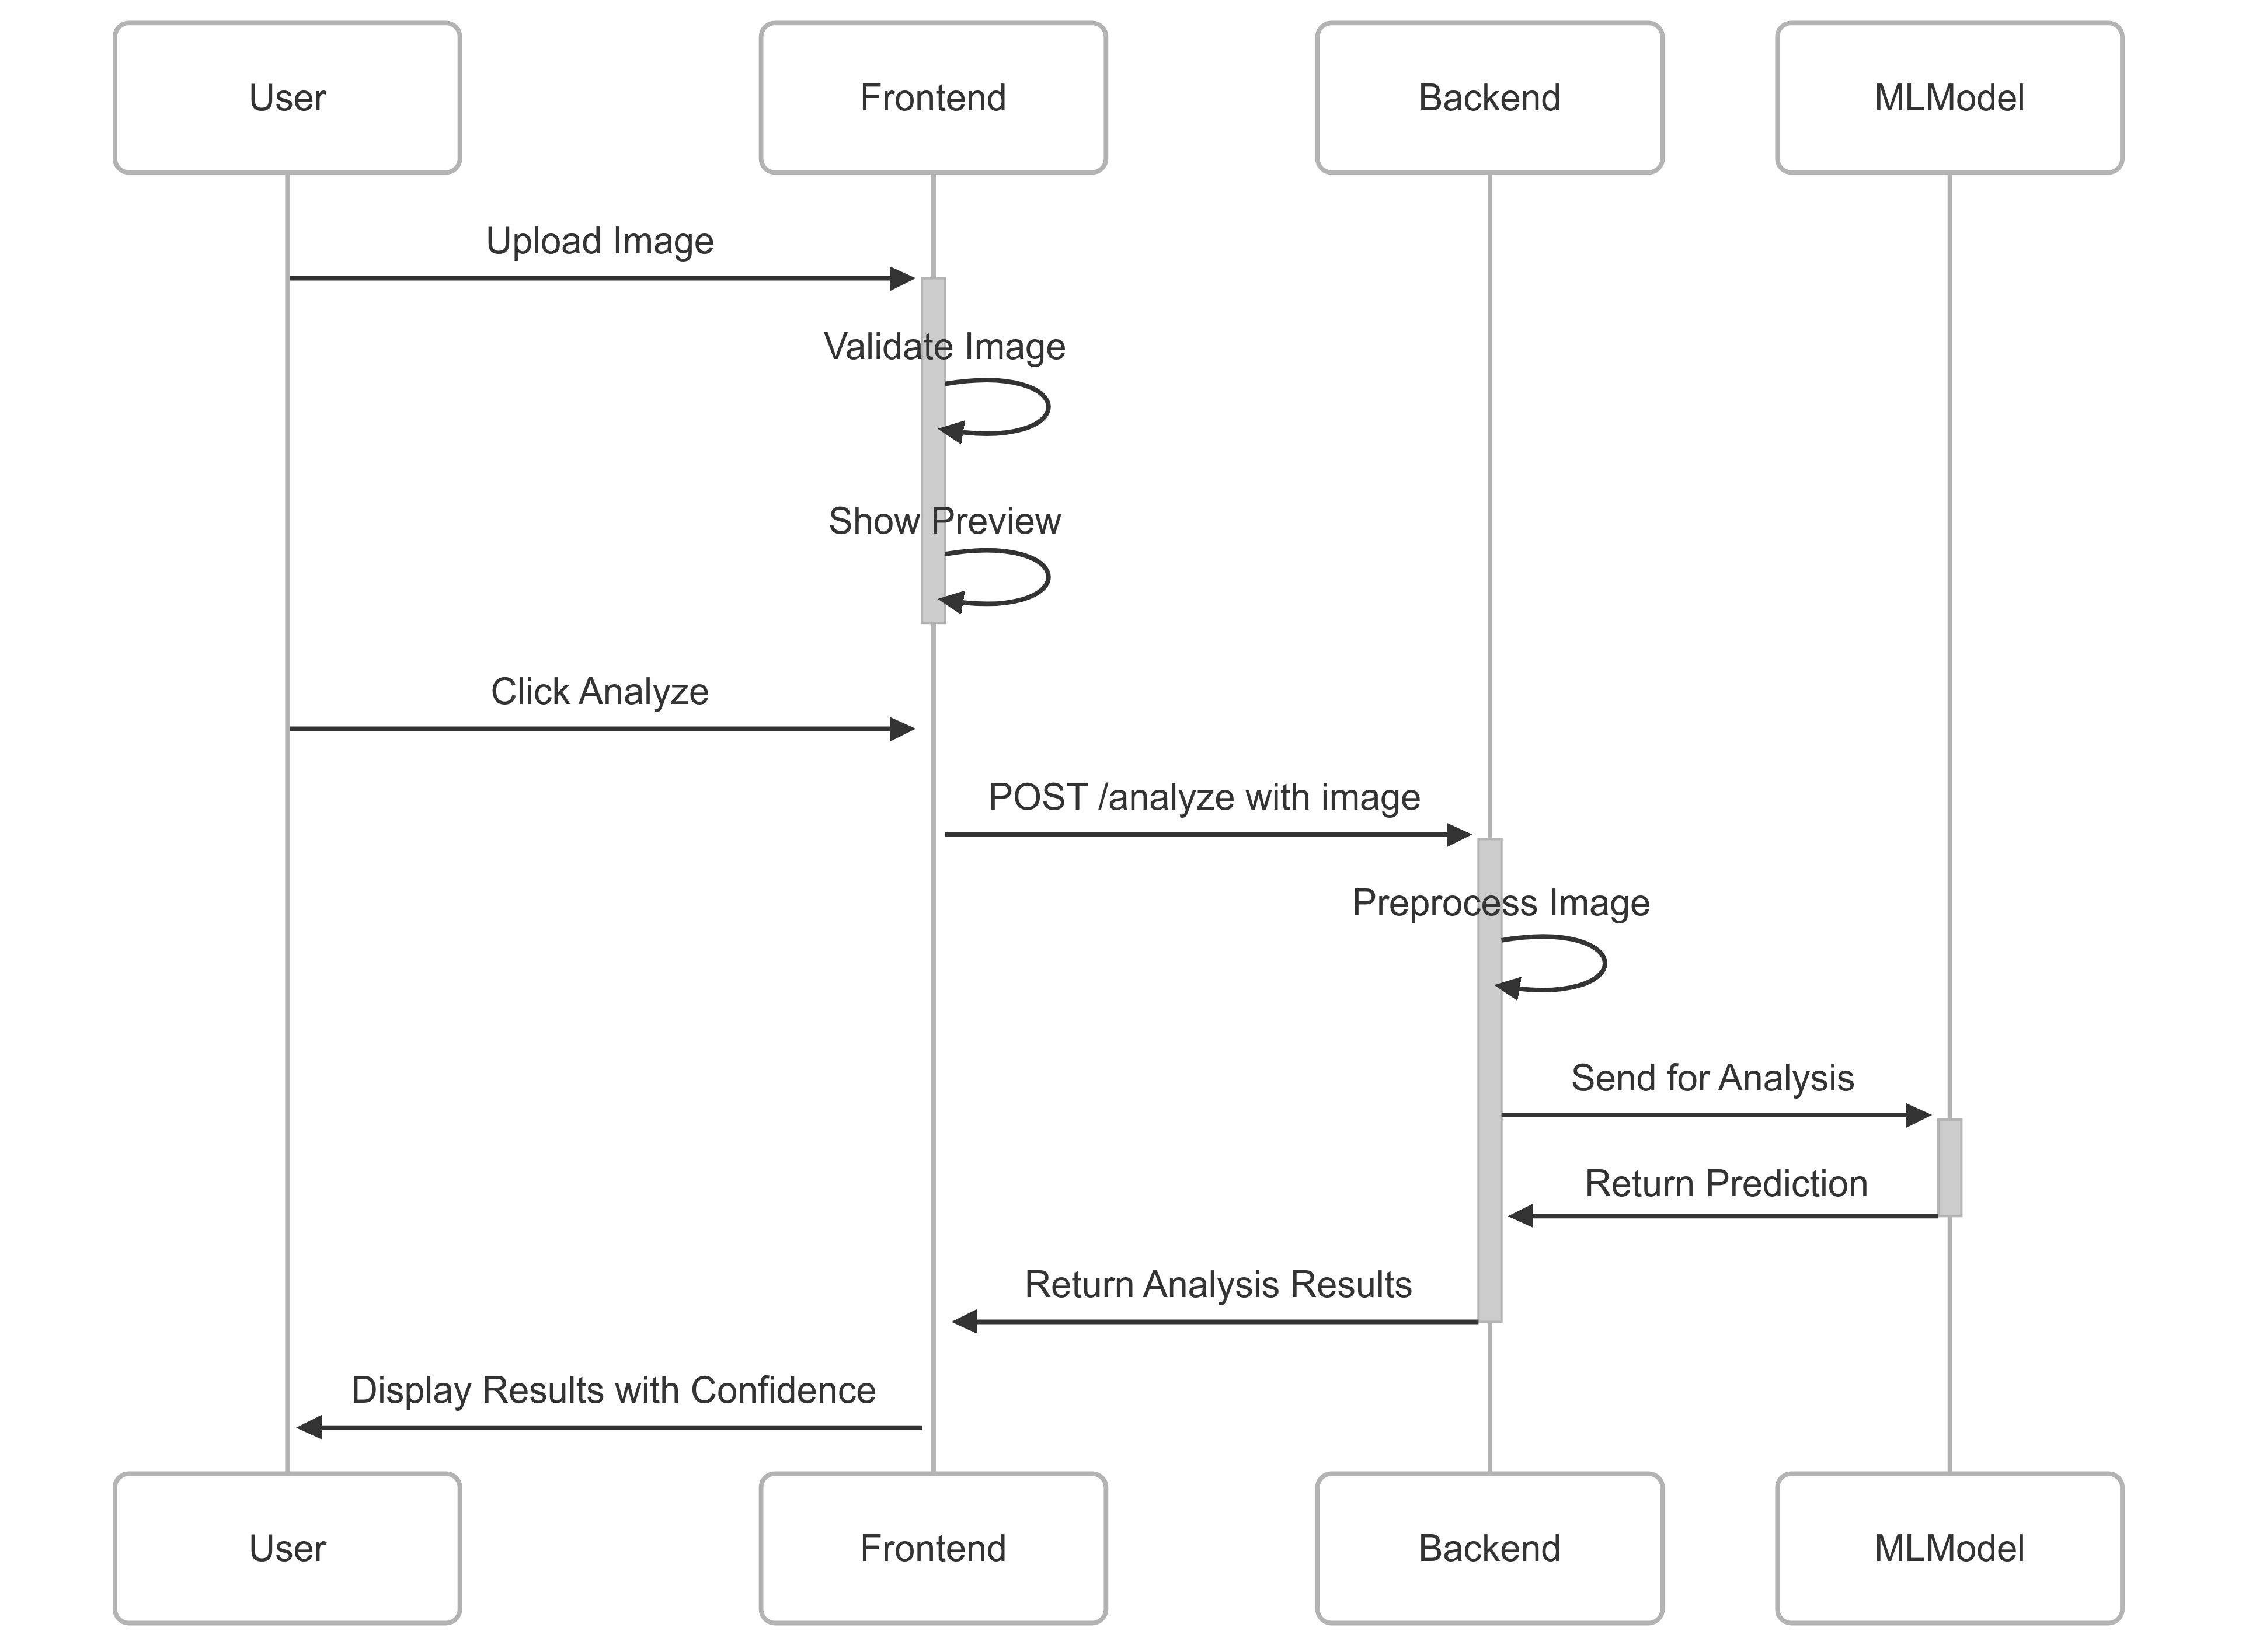 User
Frontend
Backend
MLModel
Upload Image
Validate Image
Show Preview
Click Analyze
POST /analyze with image
Preprocess Image
Send for Analysis
Return Prediction
Return Analysis Results
Display Results with Confidence
User
Frontend
Backend
MLModel